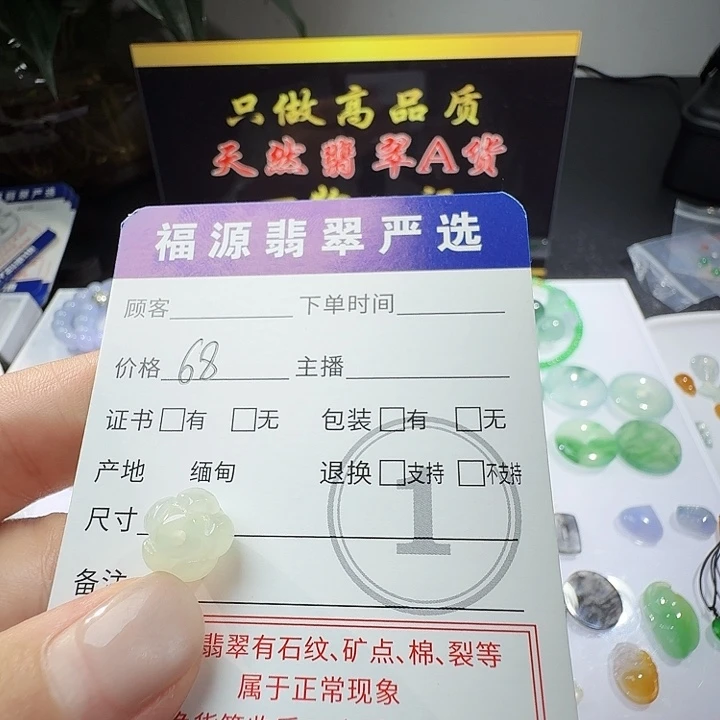 只做高品质
天然翡翠A货
福源翡翠严选
顾客 下单时间
价格 68 主播
证书 □有 □无 包装 □有 □无
产地 缅甸 退换 □支持 □不支持
尺寸
备注
1
翡翠有石纹、矿点、棉、裂等
属于正常现象
严选